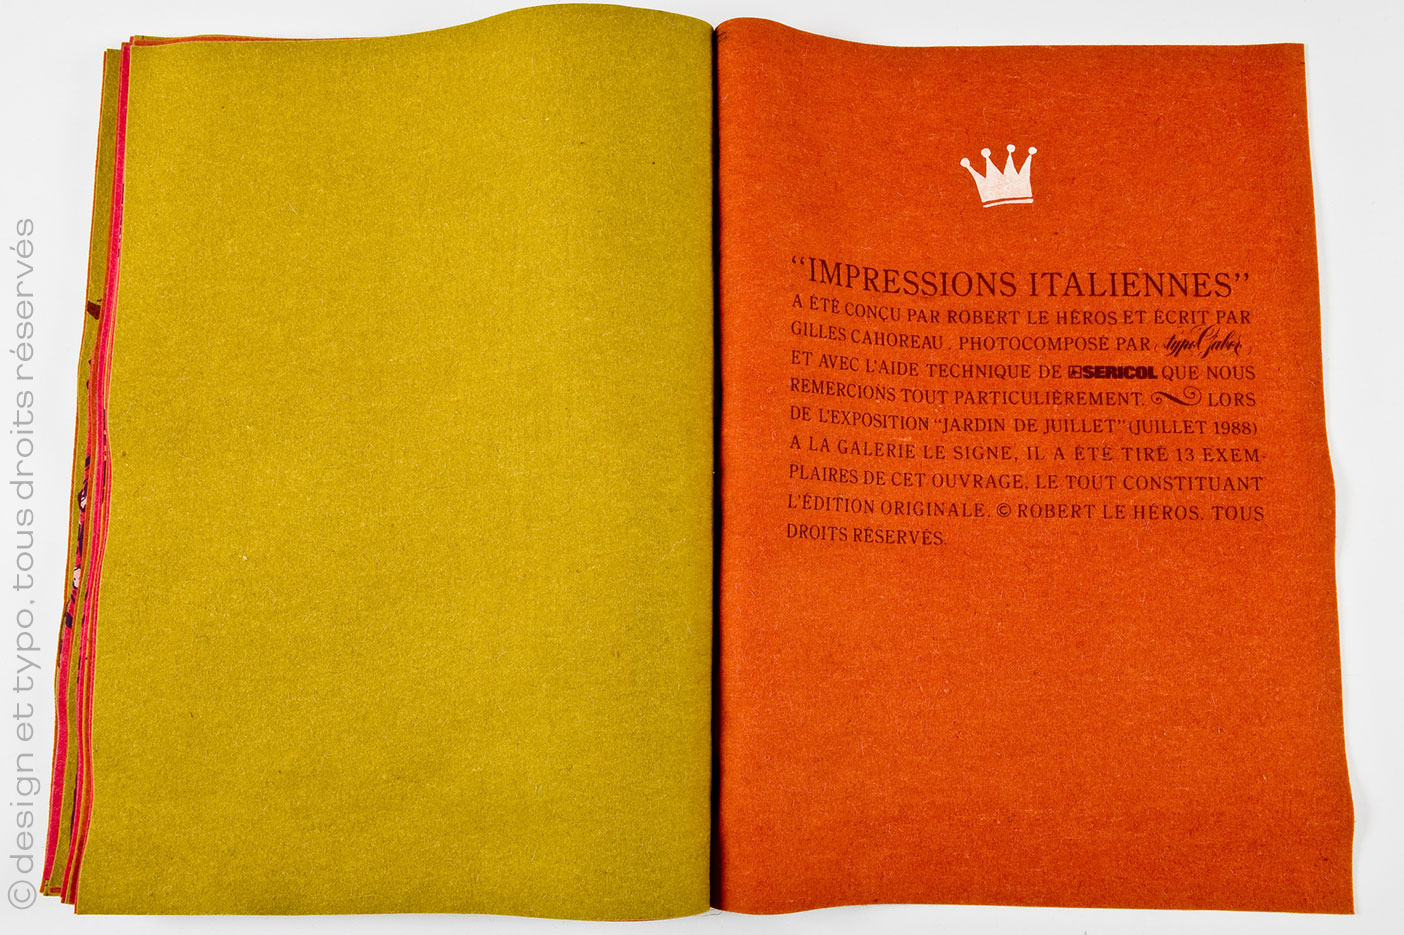 “IMPRESSIONS ITALIENNES”
A ÉTÉ CONÇU PAR ROBERT LE HÉROS ET ÉCRIT PAR
GILLES CAHOREAU, PHOTOCOMPOSÉ PAR typoGabor,
ET AVEC L'AIDE TECHNIQUE DE SERICOL QUE NOUS
REMERCIONS TOUT PARTICULIÈREMENT. LORS
DE L'EXPOSITION “JARDIN DE JUILLET” (JUILLET 1988)
A LA GALERIE LE SIGNE, IL A ÉTÉ TIRÉ 13 EXEM-
PLAIRES DE CET OUVRAGE, LE TOUT CONSTITUANT
L'ÉDITION ORIGINALE. © ROBERT LE HÉROS. TOUS
DROITS RÉSERVÉS.
© design et typo, tous droits réservés